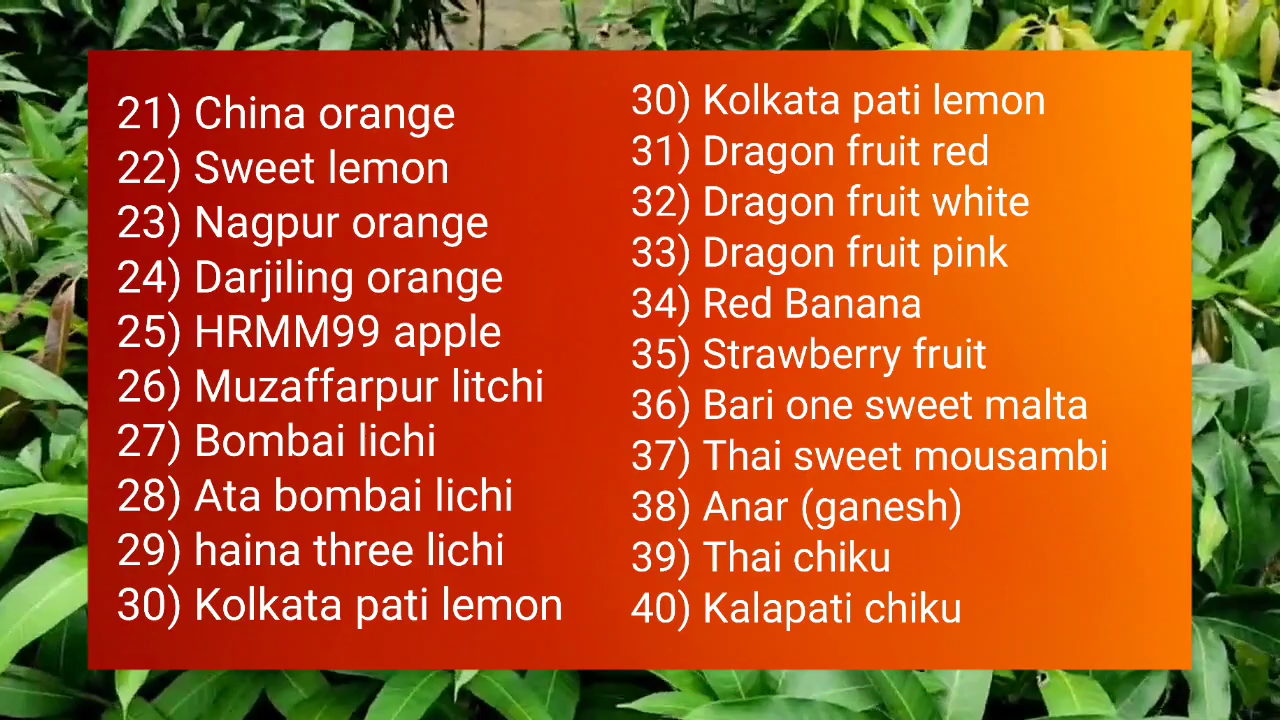 21) China orange
22) Sweet lemon
23) Nagpur orange
24) Darjiling orange
25) HRMM99 apple
26) Muzaffarpur litchi
27) Bombai lichi
28) Ata bombai lichi
29) haina three lichi
30) Kolkata pati lemon
30) Kolkata pati lemon
31) Dragon fruit red
32) Dragon fruit white
33) Dragon fruit pink
34) Red Banana
35) Strawberry fruit
36) Bari one sweet malta
37) Thai sweet mousambi
38) Anar (ganesh)
39) Thai chiku
40) Kalapati chiku